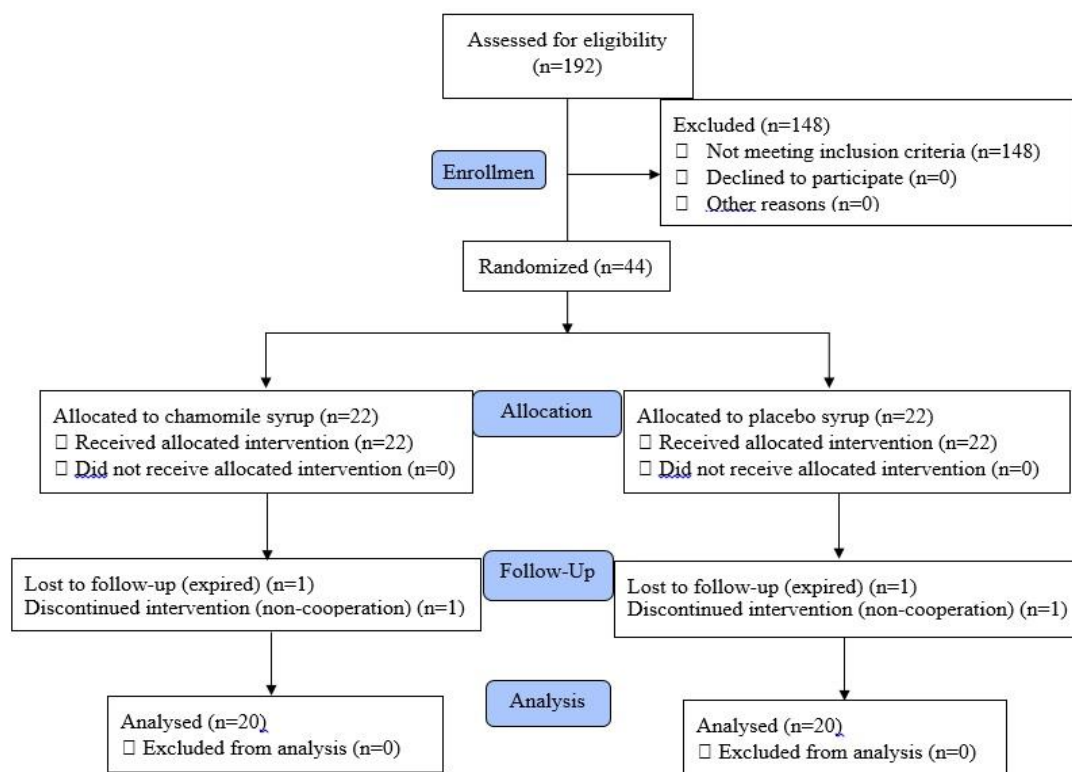 Assessed for eligibility
(n=192)
Excluded (n=148)
☐ Not meeting inclusion criteria (n=148)
☐ Declined to participate (n=0)
☐ Other reasons (n=0)
Enrollmen
Randomized (n=44)
Allocated to chamomile syrup (n=22)
☐ Received allocated intervention (n=22)
☐ Did not receive allocated intervention (n=0)
Allocation
Allocated to placebo syrup (n=22)
☐ Received allocated intervention (n=22)
☐ Did not receive allocated intervention (n=0)
Lost to follow-up (expired) (n=1)
Discontinued intervention (non-cooperation) (n=1)
Follow-Up
Lost to follow-up (expired) (n=1)
Discontinued intervention (non-cooperation) (n=1)
Analysed (n=20)
☐ Excluded from analysis (n=0)
Analysis
Analysed (n=20)
☐ Excluded from analysis (n=0)